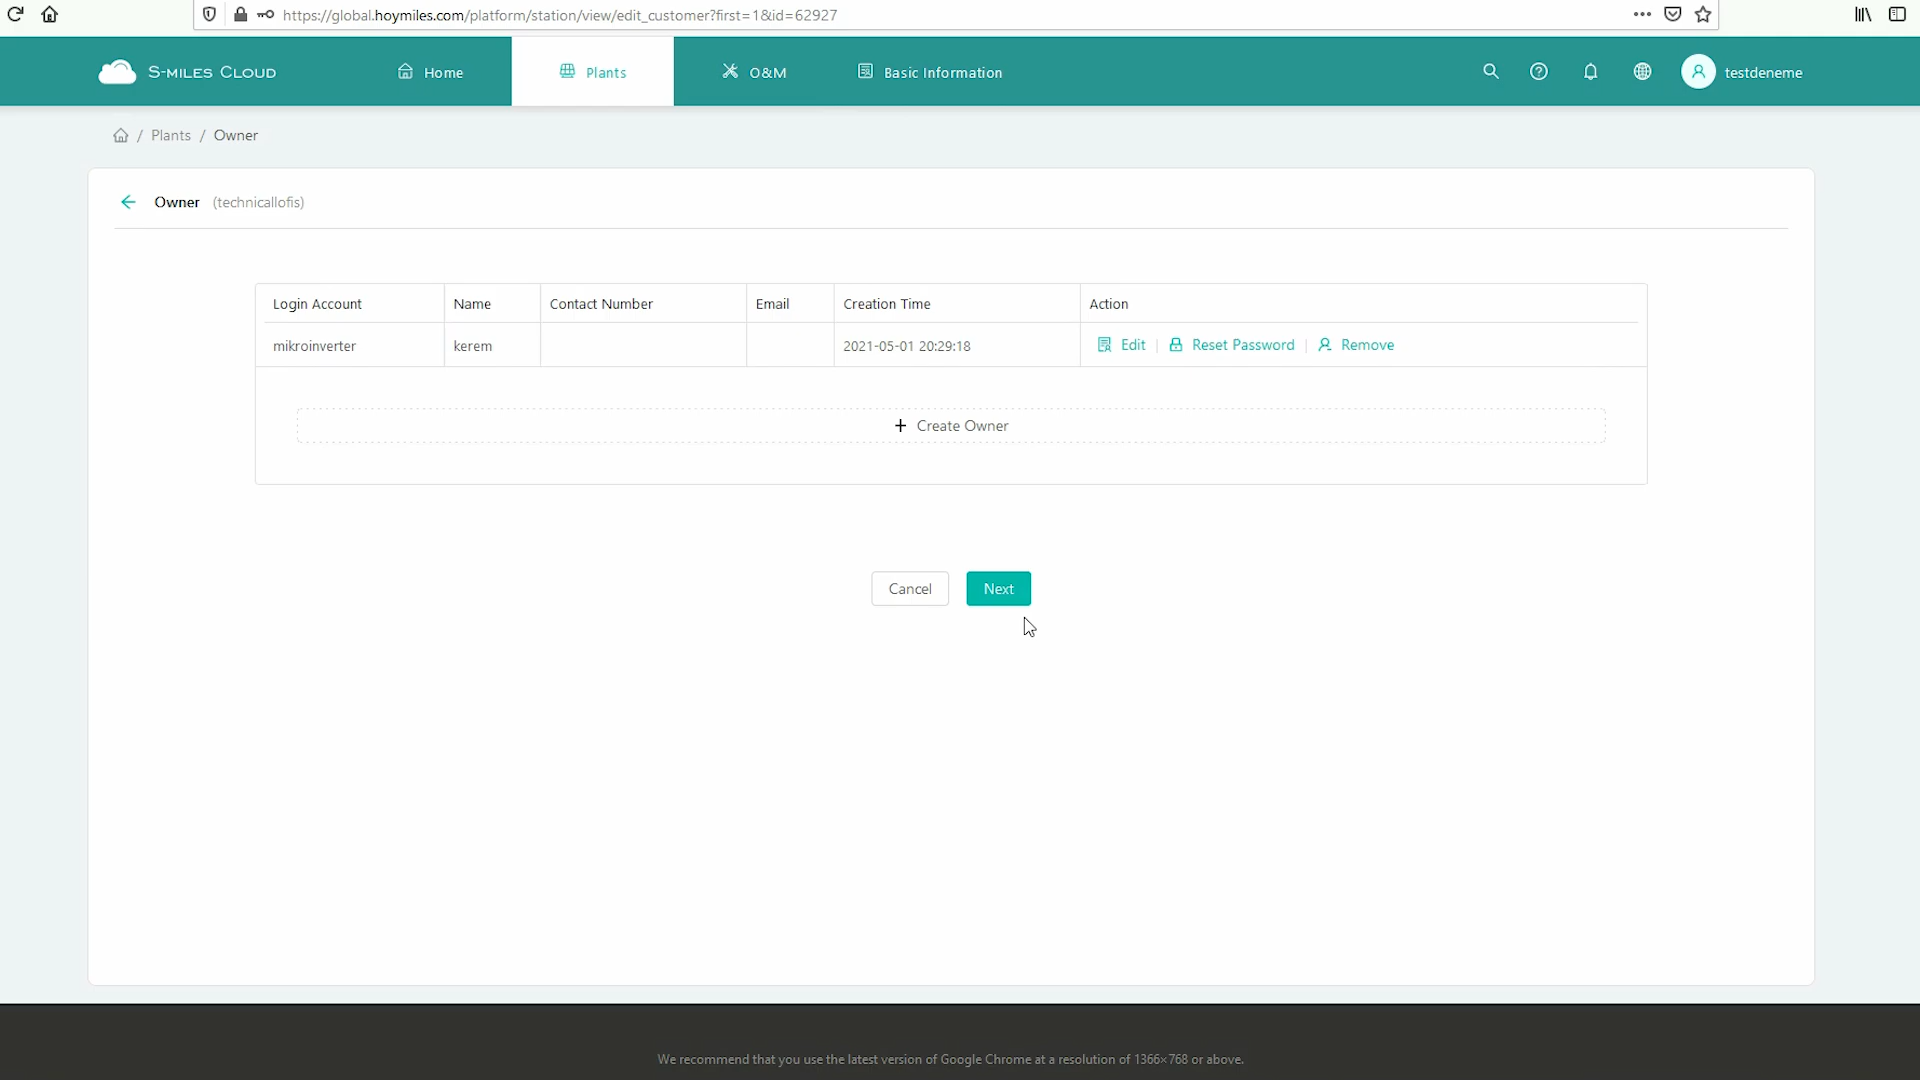 https://global.hoymiles.com/platform/station/view/edit_customer?first=1&id=62927
S-MILES CLOUD
Home
Plants
O&M
Basic Information
testdeneme
/ Plants / Owner
Owner (technicallofis)
Login Account Name Contact Number Email Creation Time Action
mikroinverter kerem 2021-05-01 20:29:18 Edit | Reset Password | Remove
+ Create Owner
Cancel Next
We recommend that you use the latest version of Google Chrome at a resolution of 1366×768 or above.